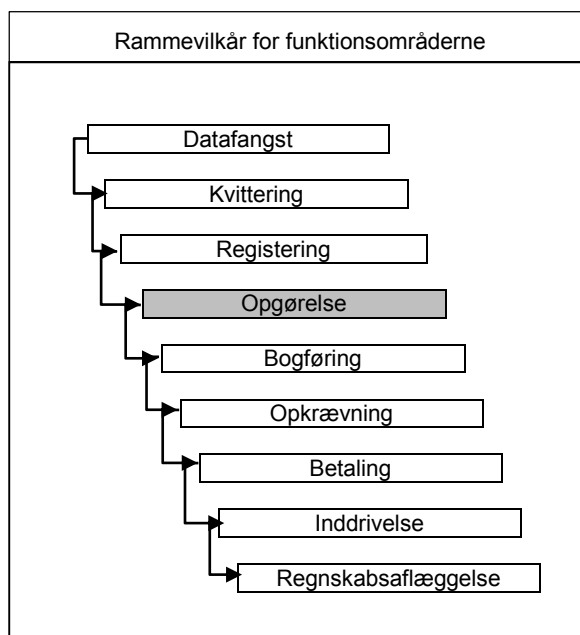 Rammevilkår for funktionsområderne
Datafangst
Kvittering
Registering
Opgørelse
Bogføring
Opkrævning
Betaling
Inddrivelse
Regnskabsaflæggelse